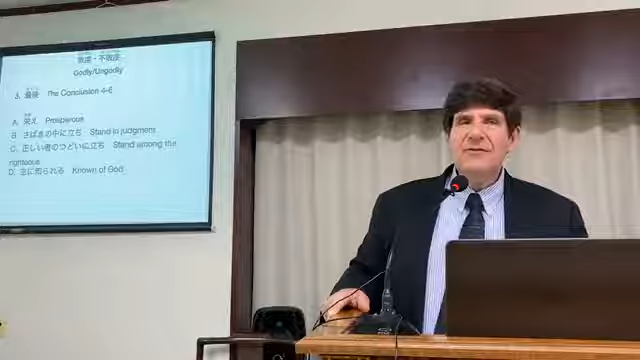 敬虔・不敬虔
Godly/Ungodly
3. 最後 The Conclusion 4-6
A. 栄え Prosperous
B さばきの中に立ち Stand in judgment
C. 正しい者のつどいに立ち Stand among the
righteous
D. 主に知られる Known of God